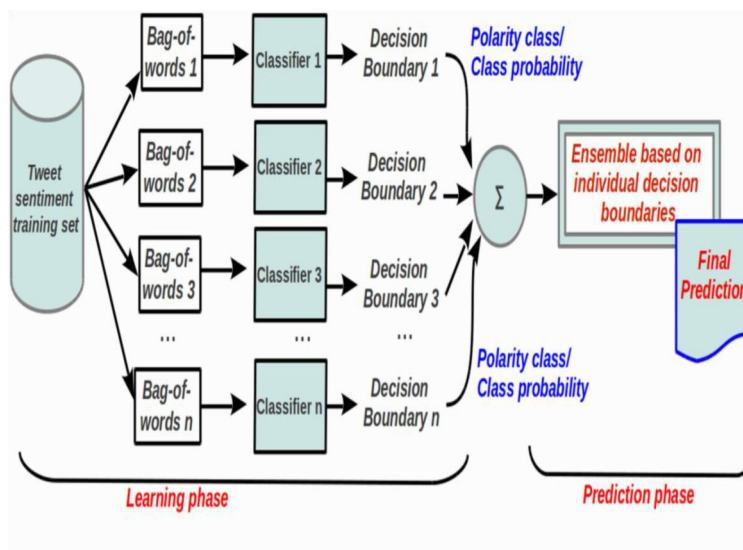 Bag-of-
words 1
Classifier 1
Decision
Boundary 1
Polarity class/
Class probability
Tweet
sentiment
training set
Bag-of-
words 2
Classifier 2
Decision
Boundary 2
Σ
Ensemble based on
individual decision
boundaries
Bag-of-
words 3
Classifier 3
Decision
Boundary 3
Final
Prediction
...
...
...
Bag-of-
words n
Classifier n
Decision
Boundary n
Polarity class/
Class probability
Learning phase
Prediction phase